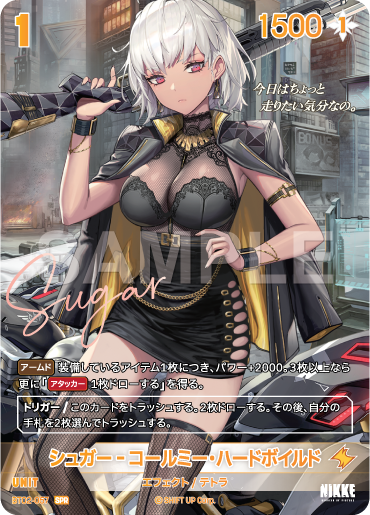 1
1500 1
今日はちょっと
走りたい気分なの。
BONUS
SAMPLE
Sugar
アームド 装備しているアイテム1枚につき、パワー+2000。3枚以上なら
更に「アタッカー 1枚ドローする」を得る。
トリガー/このカードをトラッシュする。2枚ドローする。その後、自分の
手札を2枚選んでトラッシュする。
シュガー - コールミー・ハードボイルド
UNIT
エフェクト / テトラ
SPR
© SHIFT UP Corp.
NIKKE